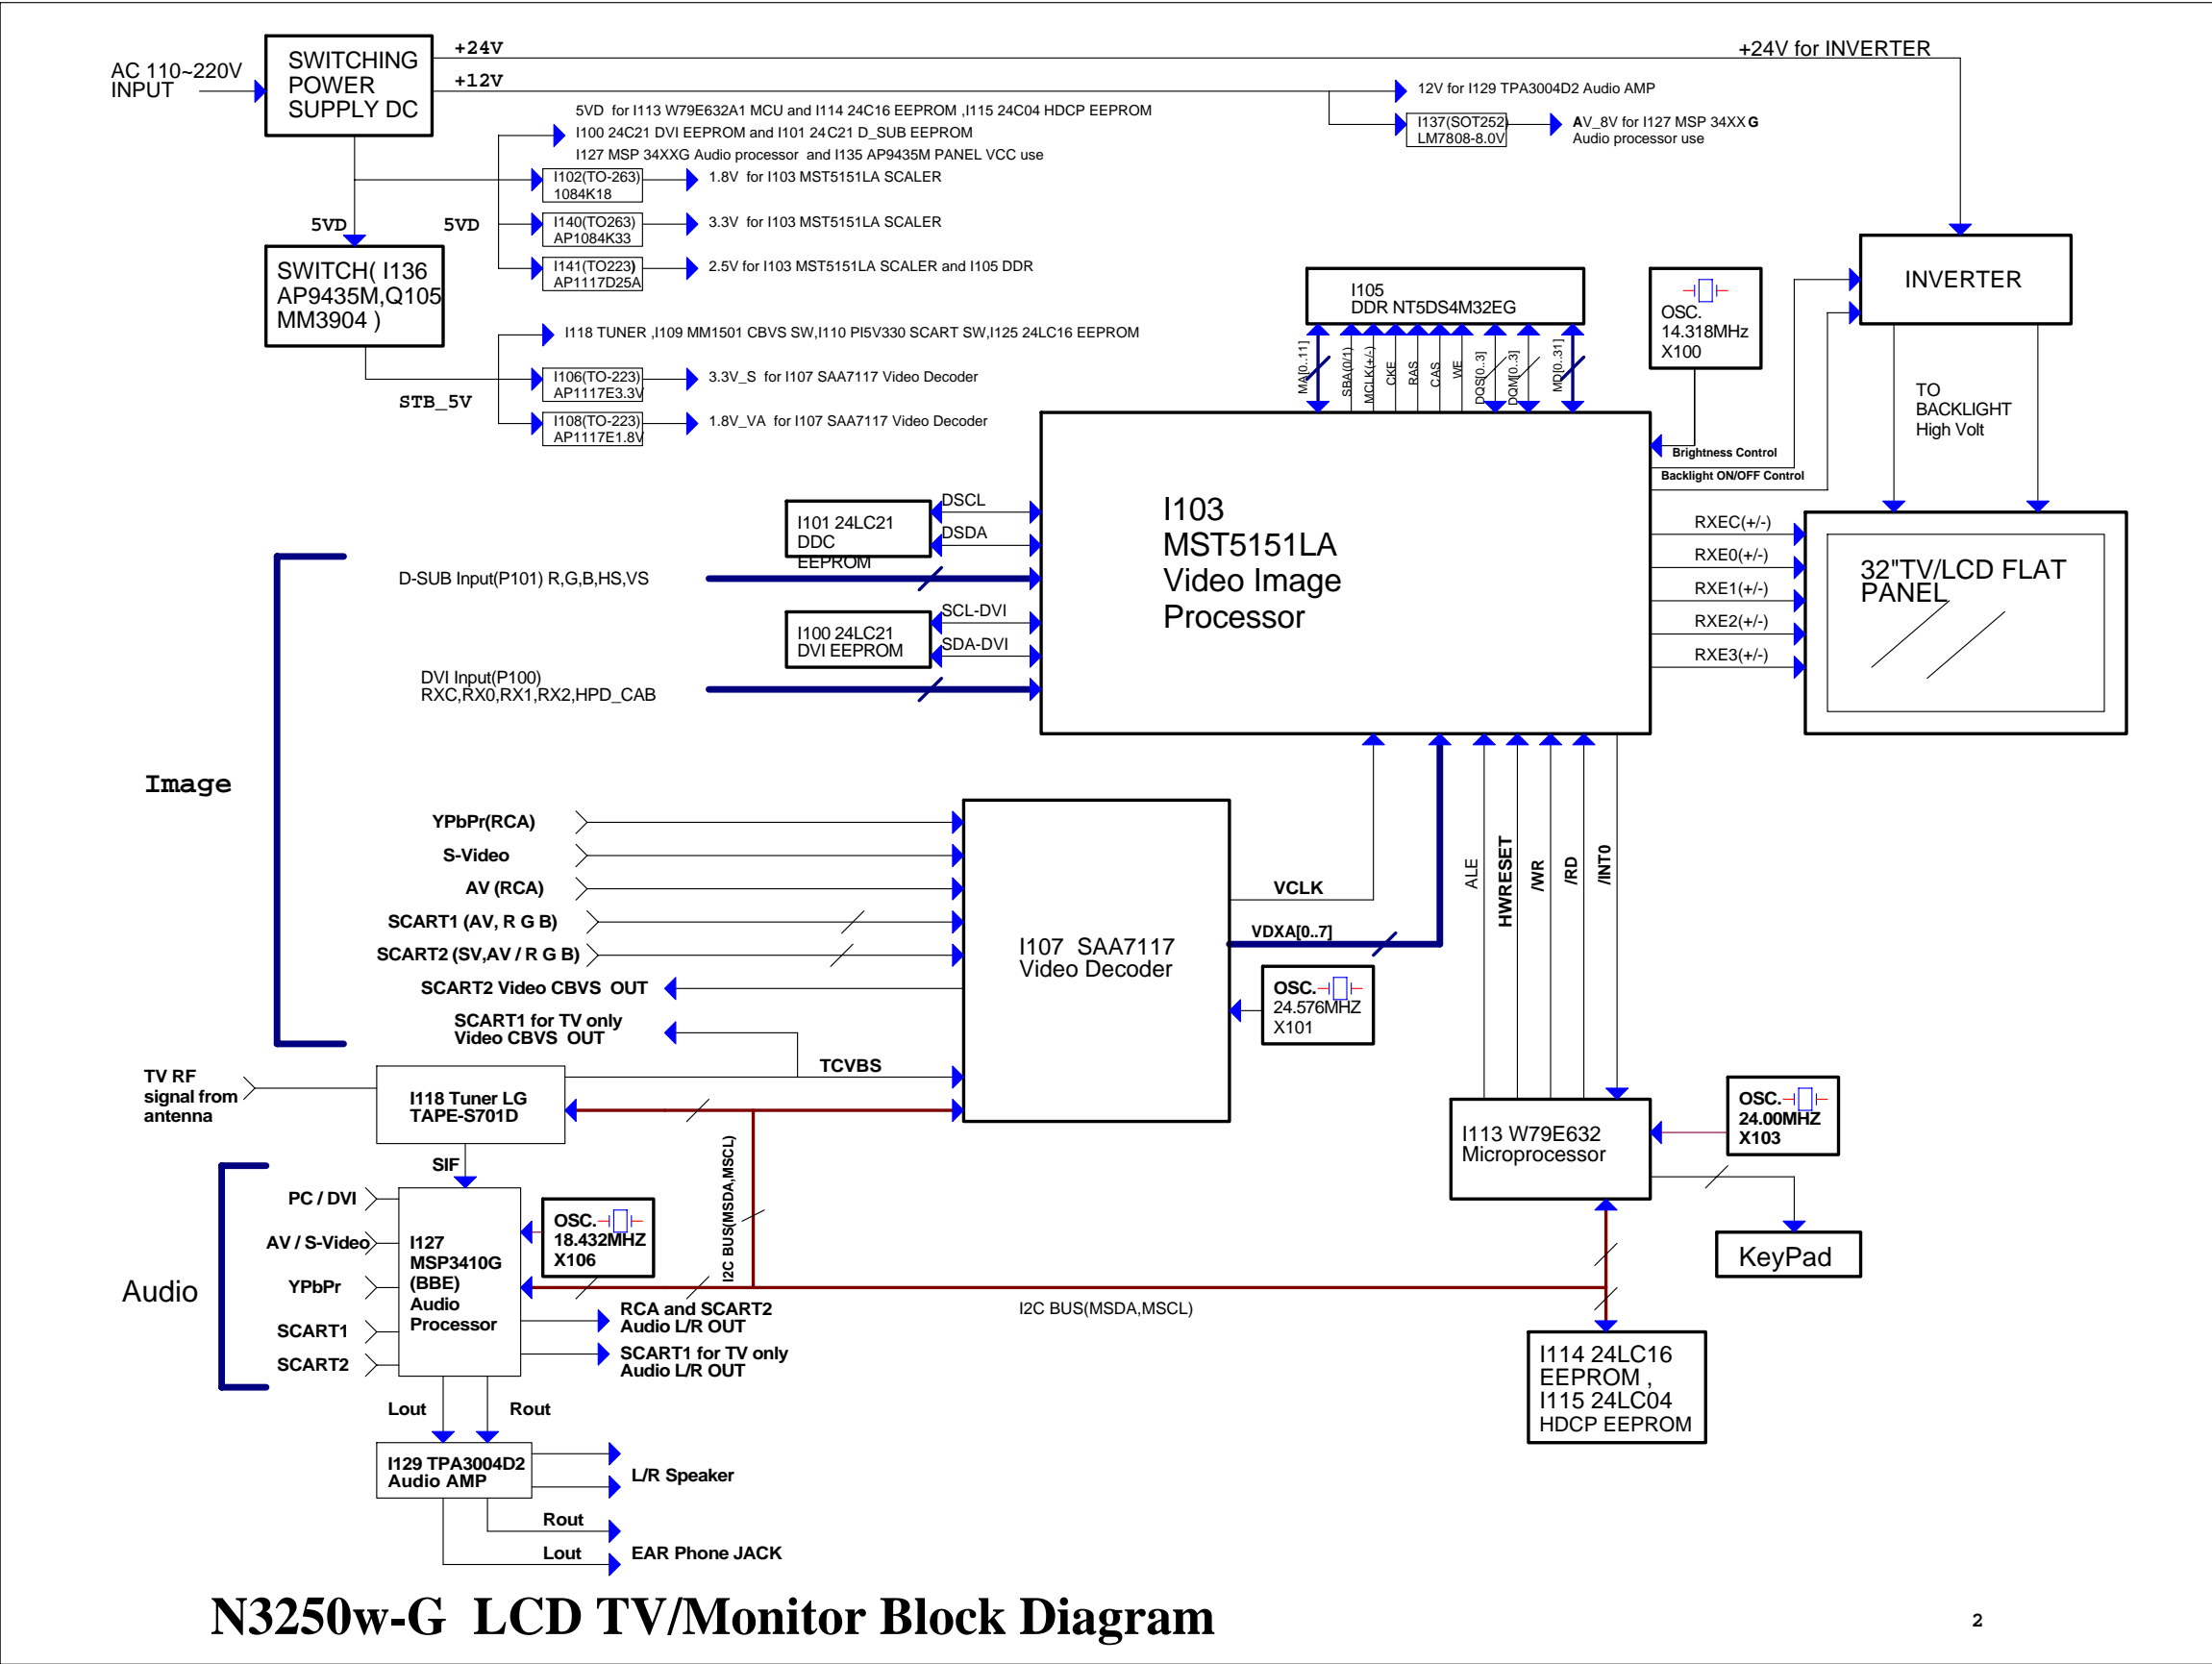 SWITCHING
POWER
SUPPLY DC
AC 110~220V
INPUT
+24V
+12V
+24V for INVERTER
12V for I129 TPA3004D2 Audio AMP
I137(SOT252)
LM7808-8.0V
AV_8V for I127 MSP 34XX G
Audio processor use
5VD for I113 W79E632A1 MCU and I114 24C16 EEPROM ,I115 24C04 HDCP EEPROM
I100 24C21 DVI EEPROM and I101 24C21 D_SUB EEPROM
I127 MSP 34XXG Audio processor and I135 AP9435M PANEL VCC use
I102(TO-263)
1084K18
1.8V for I103 MST5151LA SCALER
5VD
5VD
I140(TO263)
AP1084K33
3.3V for I103 MST5151LA SCALER
I141(TO223)
AP1117D25A
2.5V for I103 MST5151LA SCALER and I105 DDR
SWITCH( I136
AP9435M,Q105
MM3904 )
I118 TUNER ,I109 MM1501 CBVS SW,I110 PI5V330 SCART SW,I125 24LC16 EEPROM
I106(TO-223)
AP1117E3.3V
3.3V_S for I107 SAA7117 Video Decoder
STB_5V
I108(TO-223)
AP1117E1.8V
1.8V_VA for I107 SAA7117 Video Decoder
I105
DDR NT5DS4M32EG
MA[0..11]
SBA(0/1)
MCLK(+/-)
CKE
RAS
CAS
WE
DQS[0..3]
DQM[0..3]
MD[0..31]
OSC.
14.318MHz
X100
INVERTER
TO
BACKLIGHT
High Volt
Brightness Control
Backlight ON/OFF Control
I103
MST5151LA
Video Image
Processor
I101 24LC21
DDC
EEPROM
DSCL
DSDA
D-SUB Input(P101) R,G,B,HS,VS
I100 24LC21
DVI EEPROM
SCL-DVI
SDA-DVI
DVI Input(P100)
RXC,RX0,RX1,RX2,HPD_CAB
RXEC(+/-)
RXE0(+/-)
RXE1(+/-)
RXE2(+/-)
RXE3(+/-)
32"TV/LCD FLAT
PANEL
Image
YPbPr(RCA)
S-Video
AV (RCA)
SCART1 (AV, R G B)
SCART2 (SV,AV / R G B)
SCART2 Video CBVS OUT
SCART1 for TV only
Video CBVS OUT
I107 SAA7117
Video Decoder
VCLK
VDXA[0..7]
OSC.
24.576MHZ
X101
ALE
HWRESET
/WR
/RD
/INT0
TV RF
signal from
antenna
I118 Tuner LG
TAPE-S701D
TCVBS
SIF
I2C BUS(MSDA,MSCL)
I113 W79E632
Microprocessor
OSC.
24.00MHZ
X103
KeyPad
Audio
PC / DVI
AV / S-Video
YPbPr
SCART1
SCART2
I127
MSP3410G
(BBE)
Audio
Processor
OSC.
18.432MHZ
X106
I2C BUS(MSDA,MSCL)
RCA and SCART2
Audio L/R OUT
SCART1 for TV only
Audio L/R OUT
I114 24LC16
EEPROM ,
I115 24LC04
HDCP EEPROM
Lout
Rout
I129 TPA3004D2
Audio AMP
L/R Speaker
Rout
Lout
EAR Phone JACK
N3250w-G LCD TV/Monitor Block Diagram
2